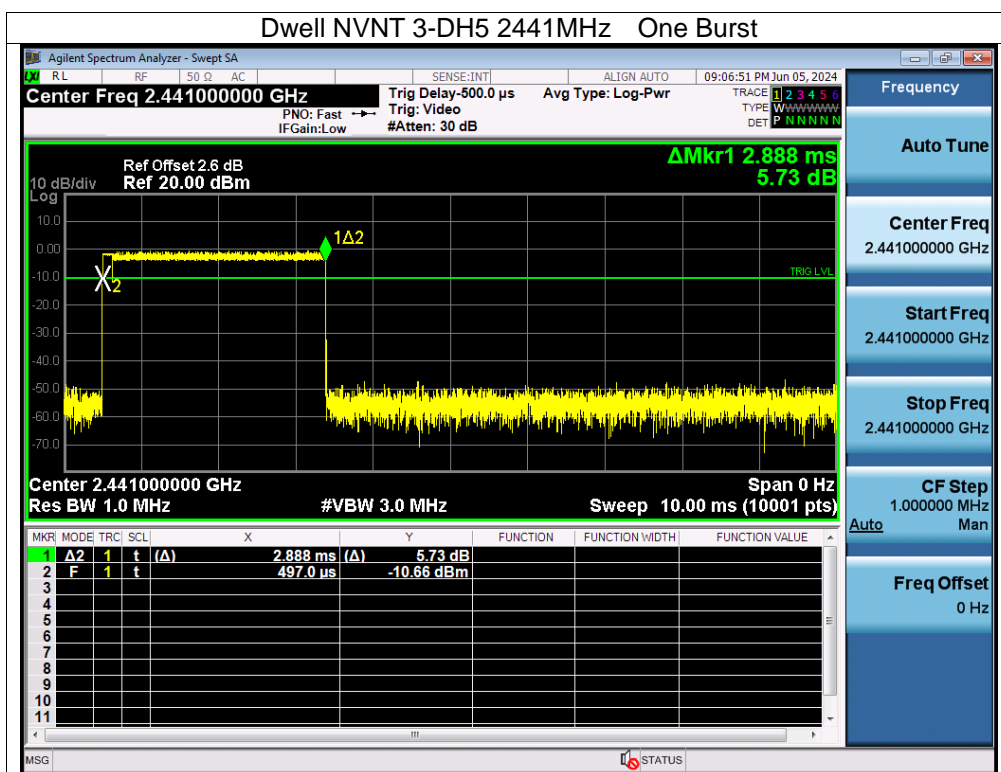 Dwell NVNT 3-DH5 2441MHz One Burst
Agilent Spectrum Analyzer - Swept SA
LXI RL RF 50 Ω AC SENSE:INT ALIGN AUTO 09:06:51 PM Jun 05, 2024
Center Freq 2.441000000 GHz
PNO: Fast
IFGain:Low
Trig Delay-500.0 µs
Trig: Video
#Atten: 30 dB
Avg Type: Log-Pwr
TRACE 1 2 3 4 5 6
TYPE WWWWWW
DET P N N N N N
Frequency
Auto Tune
Center Freq
2.441000000 GHz
Start Freq
2.441000000 GHz
Stop Freq
2.441000000 GHz
CF Step
1.000000 MHz
Auto Man
Freq Offset
0 Hz
ΔMkr1 2.888 ms
5.73 dB
Ref Offset 2.6 dB
10 dB/div Ref 20.00 dBm
Log
10.0
0.00
-10.0
-20.0
-30.0
-40.0
-50.0
-60.0
-70.0
1Δ2
2
TRIG LVL
Center 2.441000000 GHz Span 0 Hz
Res BW 1.0 MHz #VBW 3.0 MHz Sweep 10.00 ms (10001 pts)
MKR MODE TRC SCL X Y FUNCTION FUNCTION WIDTH FUNCTION VALUE
1 Δ2 1 t (Δ) 2.888 ms (Δ) 5.73 dB
2 F 1 t 497.0 µs -10.66 dBm
3
4
5
6
7
8
9
10
11
MSG STATUS